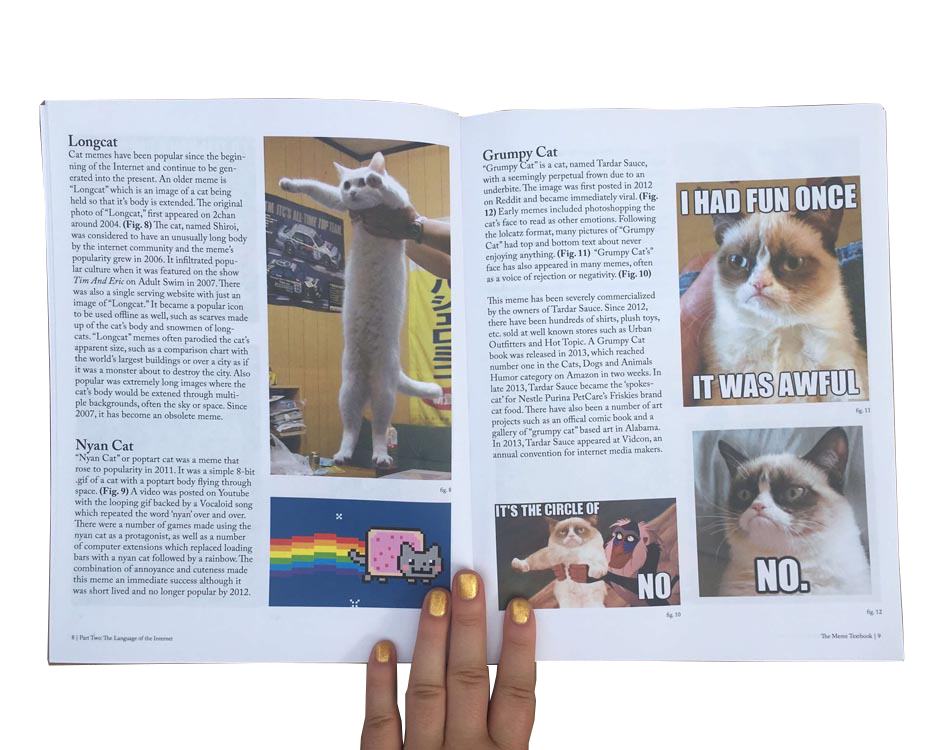 Longcat
Cat memes have been popular since the begin-
ning of the Internet and continue to be gen-
erated into the present. An older meme is
"Longcat" which is an image of a cat being
held so that it's body is extended. The original
photo of "Longcat," first appeared on 2chan
around 2004. (Fig. 8) The cat, named Shiroi,
was considered to have an unusually long body
by the internet community and the meme's
popularity grew in 2006. It infiltrated popu-
lar culture when it was featured on the show
Tim And Eric on Adult Swim in 2007. There
was also a single serving website with just an
image of "Longcat." It became a popular icon
to be used offline as well, such as scarves made
up of the cat's body and snowmen of long-
cats. "Longcat" memes often parodied the cat's
apparent size, such as a comparison chart with
the world's largest buildings or over a city as if
it was a monster about to destroy the city. Also
popular was extremely long images where the
cat's body would be extened through multi-
ple backgrounds, often the sky or space. Since
2007, it has become an obsolete meme.
Nyan Cat
"Nyan Cat" or poptart cat was a meme that
rose to popularity in 2011. It was a simple 8-bit
.gif of a cat with a poptart body flying through
space. (Fig. 9) A video was posted on Youtube
with the looping gif backed by a Vocaloid song
which repeated the word 'nyan' over and over.
There were a number of games made using the
nyan cat as a protagonist, as well as a number
of computer extensions which replaced loading
bars with a nyan cat followed by a rainbow. The
combination of annoyance and cuteness made
this meme an immediate success although it
was short lived and no longer popular by 2012.
fig. 8
8 | Part Two: The Language of the Internet
Grumpy Cat
"Grumpy Cat" is a cat, named Tardar Sauce,
with a seemingly perpetual frown due to an
underbite. The image was first posted in 2012
on Reddit and became immediately viral. (Fig.
12) Early memes included photoshopping the
cat's face to read as other emotions. Following
the lolcatz format, many pictures of "Grumpy
Cat" had top and bottom text about never
enjoying anything. (Fig. 11) "Grumpy Cat's"
face has also appeared in many memes, often
as a voice of rejection or negativity. (Fig. 10)
This meme has been severely commercialized
by the owners of Tardar Sauce. Since 2012,
there have been hundreds of shirts, plush toys,
etc. sold at well known stores such as Urban
Outfitters and Hot Topic. A Grumpy Cat
book was released in 2013, which reached
number one in the Cats, Dogs and Animals
Humor category on Amazon in two weeks. In
late 2013, Tardar Sauce became the 'spokes-
cat' for Nestle Purina PetCare's Friskies brand
cat food. There have also been a number of art
projects such as an offical comic book and a
gallery of "grumpy cat" based art in Alabama.
In 2013, Tardar Sauce appeared at Vidcon, an
annual convention for internet media makers.
IT'S THE CIRCLE OF
NO
fig. 10
I HAD FUN ONCE
IT WAS AWFUL
fig. 11
NO.
fig. 12
The Meme Textbook | 9